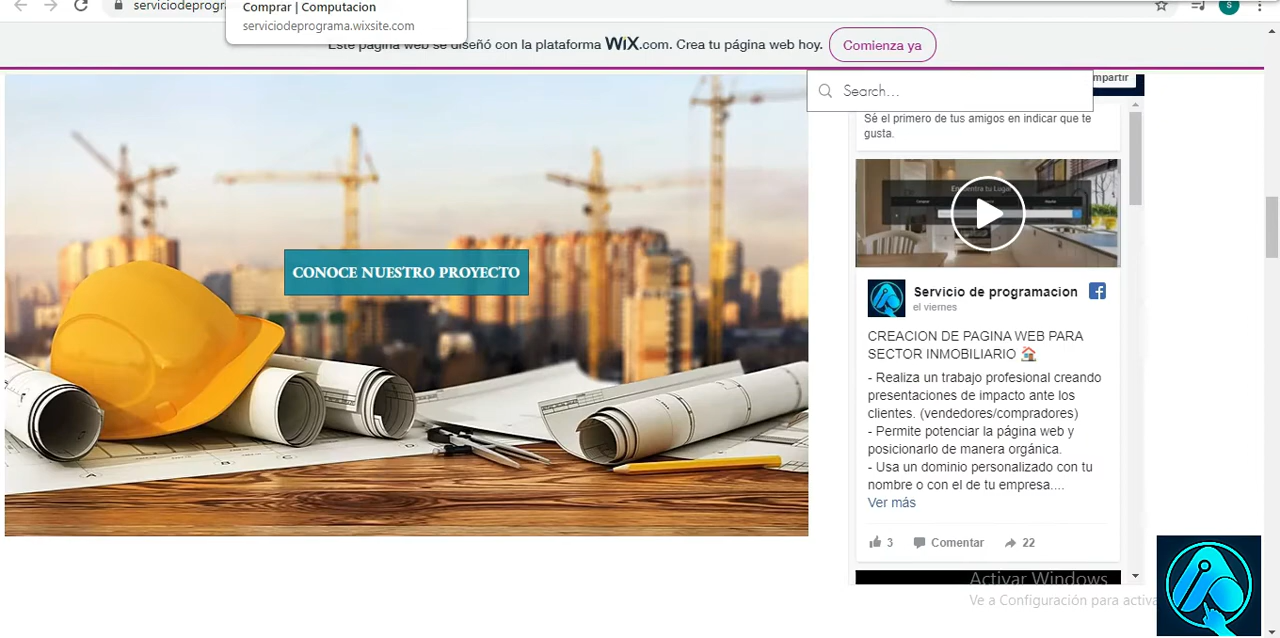 serviciodeprogra
Comprar | Computacion
serviciodeprograma.wixsite.com
s
Este página web se diseñó con la plataforma WiX.com. Crea tu página web hoy.
Comienza ya
Search...
mpartir
Sé el primero de tus amigos en indicar que te
gusta.
Encuentra tu Lugar
CONOCE NUESTRO PROYECTO
Servicio de programacion
el viernes
CREACION DE PAGINA WEB PARA
SECTOR INMOBILIARIO
- Realiza un trabajo profesional creando
presentaciones de impacto ante los
clientes. (vendedores/compradores)
- Permite potenciar la página web y
posicionarlo de manera orgánica.
- Usa un dominio personalizado con tu
nombre o con el de tu empresa....
Ver más
3 Comentar 22
Activar Windows
Ve a Configuración para activa